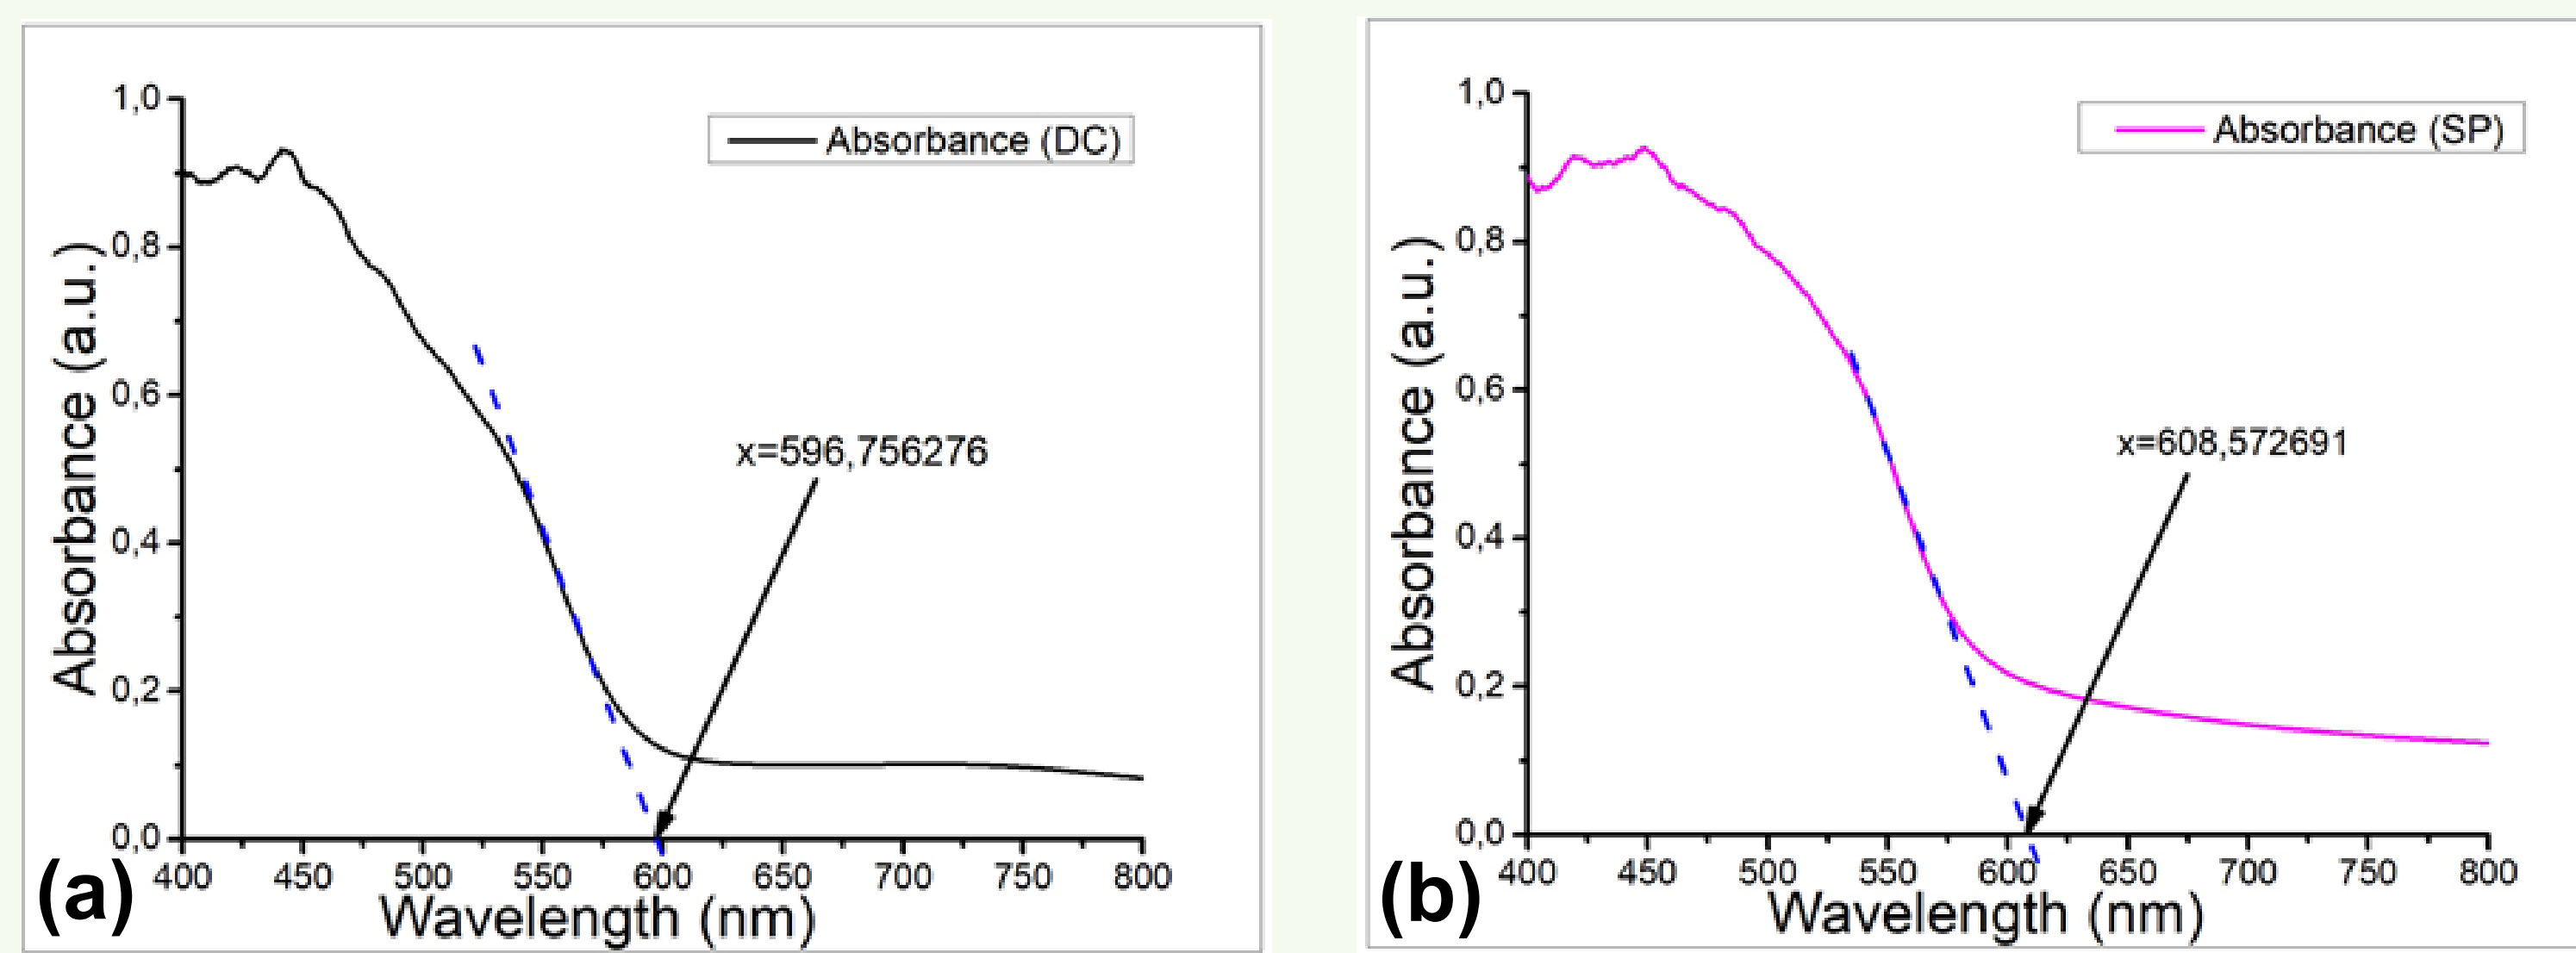 1,0
0,8
0,6
0,4
0,2
0,0
Absorbance (a.u.)
Absorbance (DC)
x=596,756276
400 450 500 550 600 650 700 750 800
Wavelength (nm)
(a)
1,0
0,8
0,6
0,4
0,2
0,0
Absorbance (a.u.)
Absorbance (SP)
x=608,572691
400 450 500 550 600 650 700 750 800
Wavelength (nm)
(b)